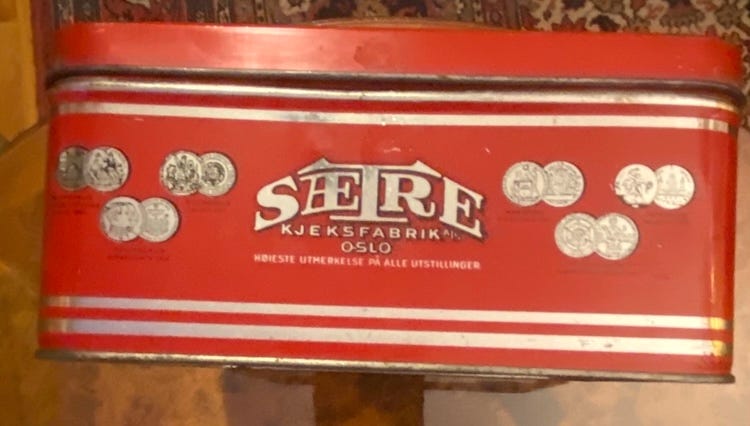 SÆTRE
KJEKSFABRIK A/S
OSLO
HØIESTE UTMERKELSE PÅ ALLE UTSTILLINGER